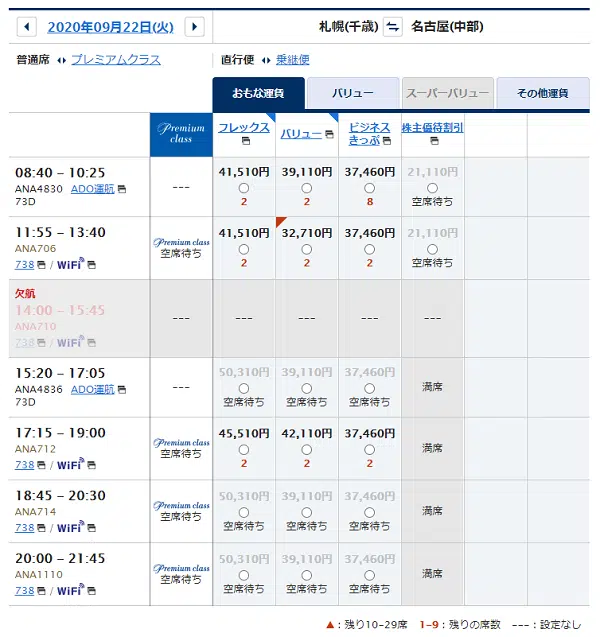 2020年09月22日(火) 札幌(千歳) 名古屋(中部)
普通席 プレミアムクラス 直行便 乗継便
おもな運賃 バリュー スーパーバリュー その他運賃
Premium class フレックス バリュー ビジネスきっぷ 株主優待割引
08:40 – 10:25 --- 41,510円 39,110円 37,460円 21,110円
ANA4830 ADO運航
73D 2 2 8 空席待ち
11:55 – 13:40 Premium class 41,510円 32,710円 37,460円 21,110円
ANA706 空席待ち
738 / WiFi 2 2 2 空席待ち
欠航
14:00 – 15:45 --- --- --- --- ---
ANA710
738 / WiFi
15:20 – 17:05 --- 50,310円 39,110円 37,460円 満席
ANA4836 ADO運航
73D 空席待ち 空席待ち 空席待ち
17:15 – 19:00 Premium class 45,510円 42,110円 37,460円 満席
ANA712 空席待ち
738 / WiFi 2 2 2
18:45 – 20:30 Premium class 50,310円 39,110円 37,460円 満席
ANA714 空席待ち
738 / WiFi 空席待ち 空席待ち 空席待ち
20:00 – 21:45 Premium class 50,310円 39,110円 37,460円 満席
ANA1110 空席待ち
738 / WiFi 空席待ち 空席待ち 空席待ち
▲：残り10-29席 1-9：残りの席数 ---：設定なし